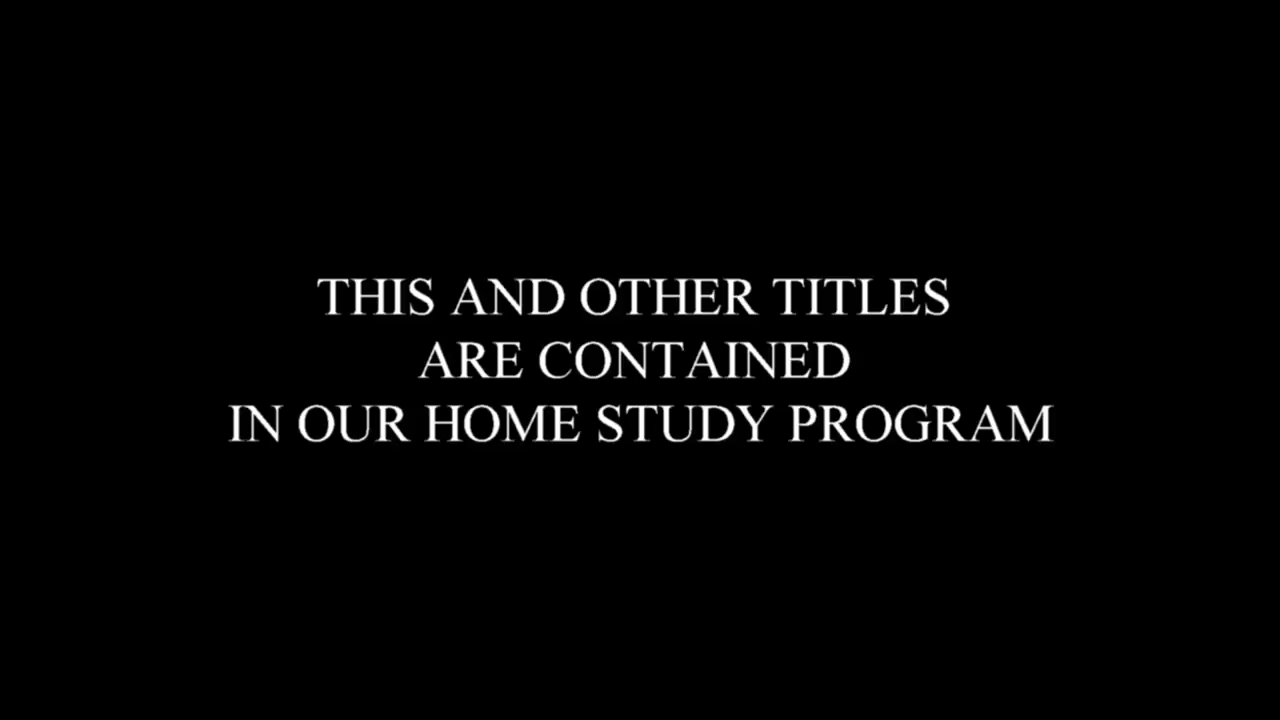 THIS AND OTHER TITLES
ARE CONTAINED
IN OUR HOME STUDY PROGRAM